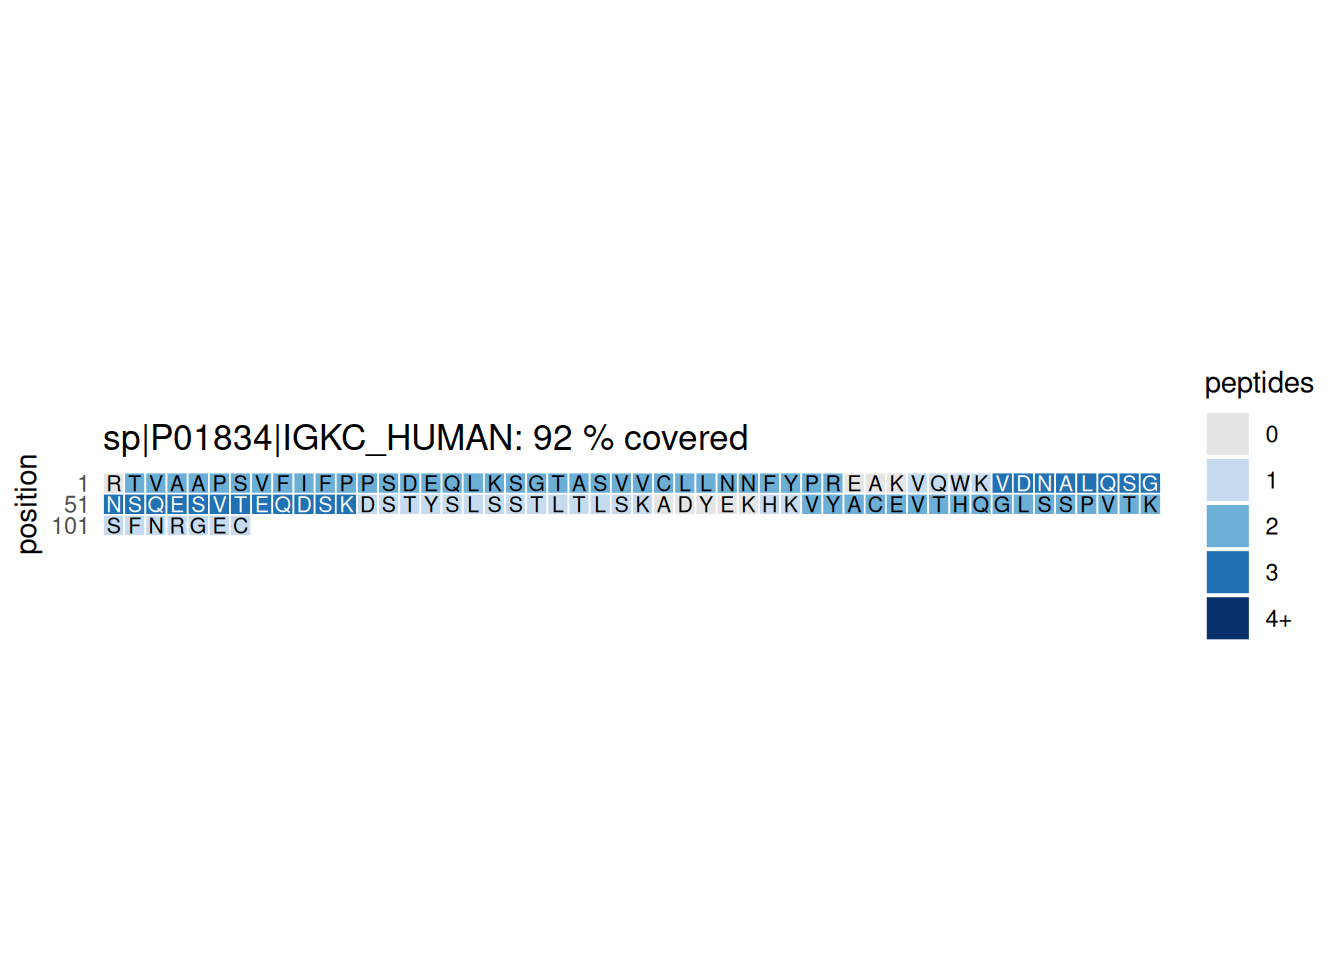 sp|P01834|IGKC_HUMAN: 92 % covered
position
1 RTVAAPSVFIFPPSDEQLKSGTASVVCLLNNFYPREAKVQWKVDNALQSG
51 NSQESVTEQDSKDSTYSLSSTLTLSKADYEKHKVYACEVTHQGLSSPVTK
101 SFNRGEC
peptides
0
1
2
3
4+